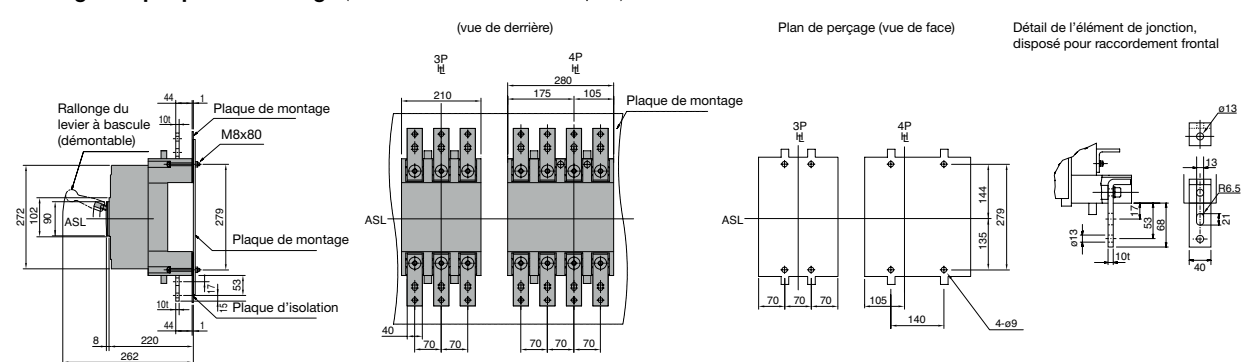 (vue de derrière)
Plan de perçage (vue de face)
Détail de l'élément de jonction,
disposé pour raccordement frontal
Rallonge du
levier à bascule
(démontable)
44
1
10t
Plaque de montage
M8x80
272
102
90
ASL
279
Plaque de montage
53
17
15
Plaque d'isolation
10t
44
1
8
220
262
3P
4P
280
210
175
105
Plaque de montage
ASL
40
70
70
70
70
70
3P
4P
ASL
144
279
135
70
70
70
105
140
4-ø9
ø13
13
R6.5
17
53
68
21
ø13
10t
40